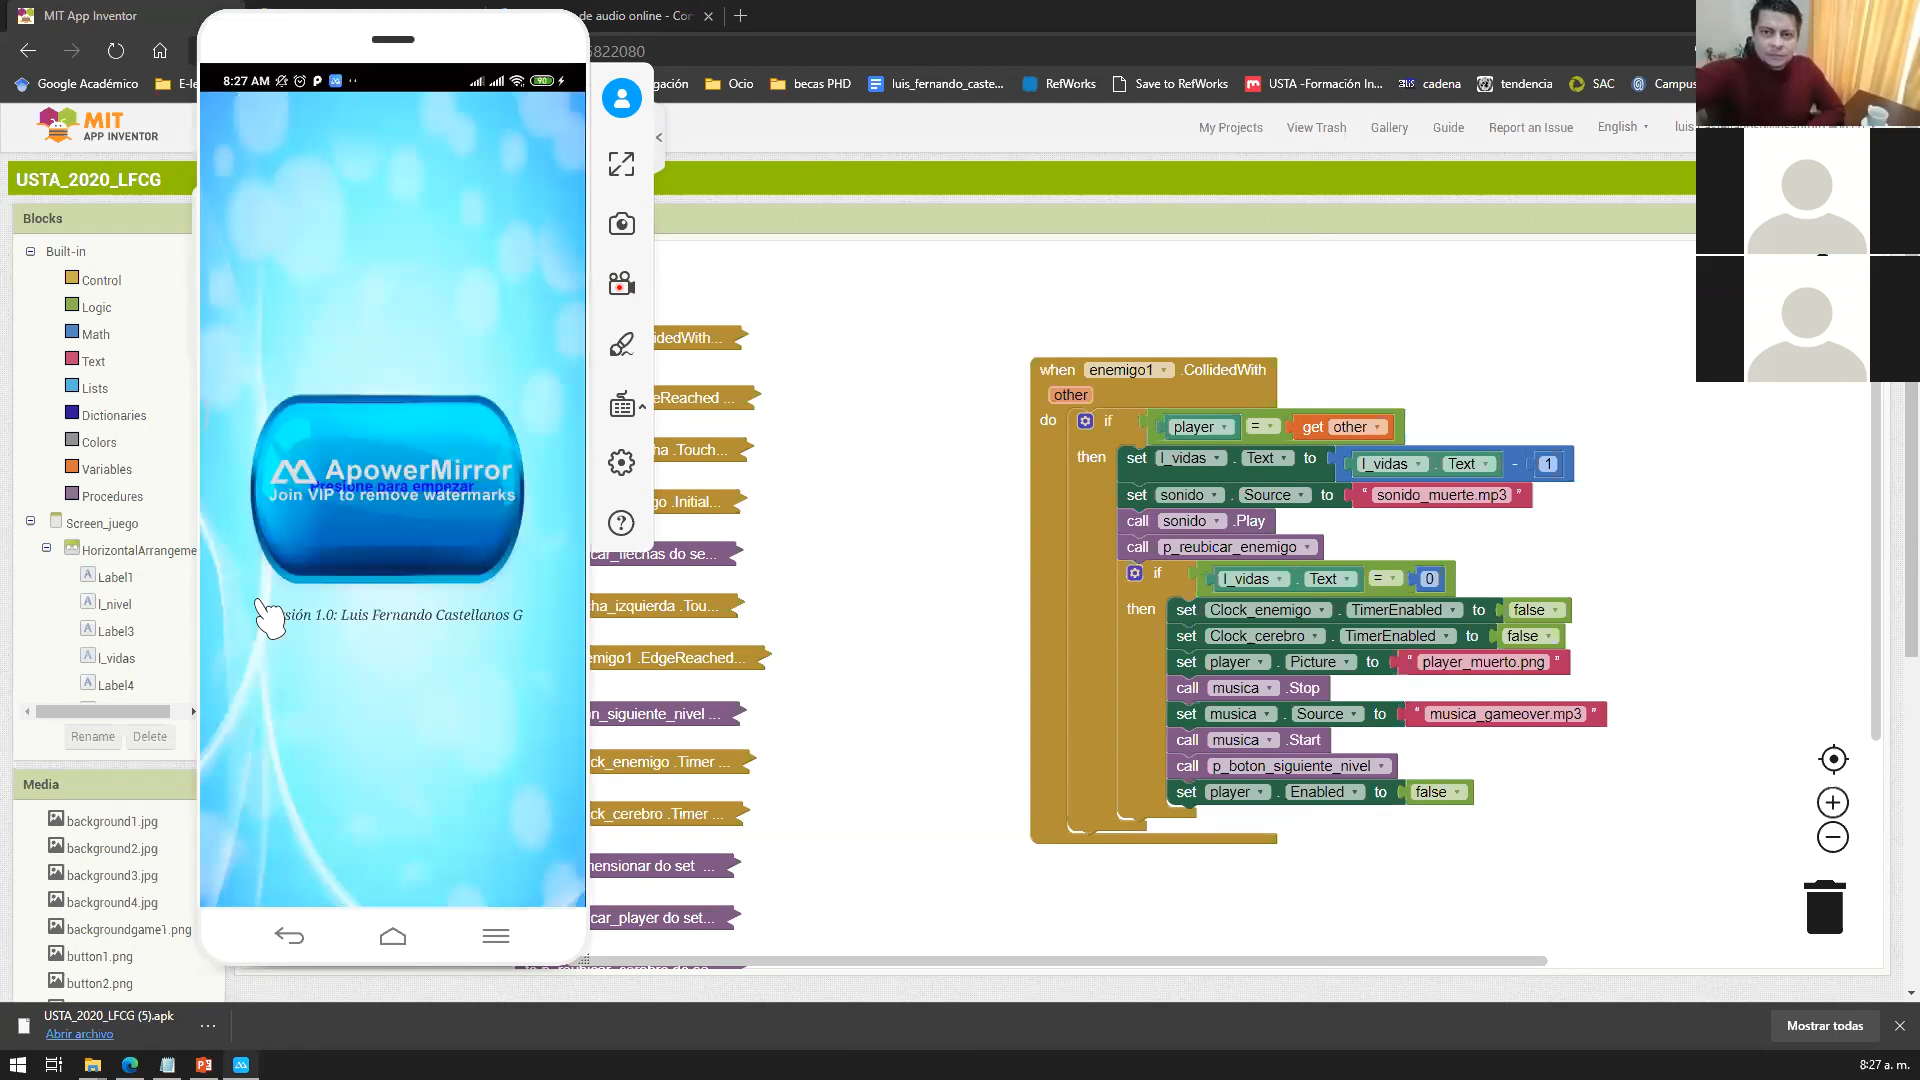 MIT App Inventor
de audio online - Co
6822080
Google Académico
E-le
gación
Ocio
becas PHD
luis_fernando_caste...
RefWorks
Save to RefWorks
USTA -Formación In...
cadena
tendencia
SAC
Campus
MIT
APP INVENTOR
My Projects
View Trash
Gallery
Guide
Report an Issue
English
luis
USTA_2020_LFCG
Blocks
Built-in
Control
Logic
Math
Text
Lists
Dictionaries
Colors
Variables
Procedures
Screen_juego
HorizontalArrangeme
Label1
l_nivel
Label3
l_vidas
Label4
Rename
Delete
Media
background1.jpg
background2.jpg
background3.jpg
background4.jpg
backgroundgame1.png
button1.png
button2.png
8:27 AM
90
ApowerMirror
Presione para empezar
Join VIP to remove watermarks
sión 1.0: Luis Fernando Castellanos G
idedWith...
eReached ...
ha .Touch...
go .Initial...
car_flechas do se...
ha_izquierda .Tou...
emigo1 .EdgeReached...
on_siguiente_nivel ...
ck_enemigo .Timer ...
ck_cerebro .Timer ...
mensionar do set ...
car_player do set...
when enemigo1 .CollidedWith
other
do if player = get other
then set l_vidas . Text to l_vidas . Text - 1
set sonido . Source to " sonido_muerte.mp3 "
call sonido .Play
call p_reubicar_enemigo
if l_vidas . Text = 0
then set Clock_enemigo . TimerEnabled to false
set Clock_cerebro . TimerEnabled to false
set player . Picture to " player_muerto.png "
call musica .Stop
set musica . Source to " musica_gameover.mp3 "
call musica .Start
call p_boton_siguiente_nivel
set player . Enabled to false
USTA_2020_LFCG (5).apk
Abrir archivo
Mostrar todas
8:27 a. m.